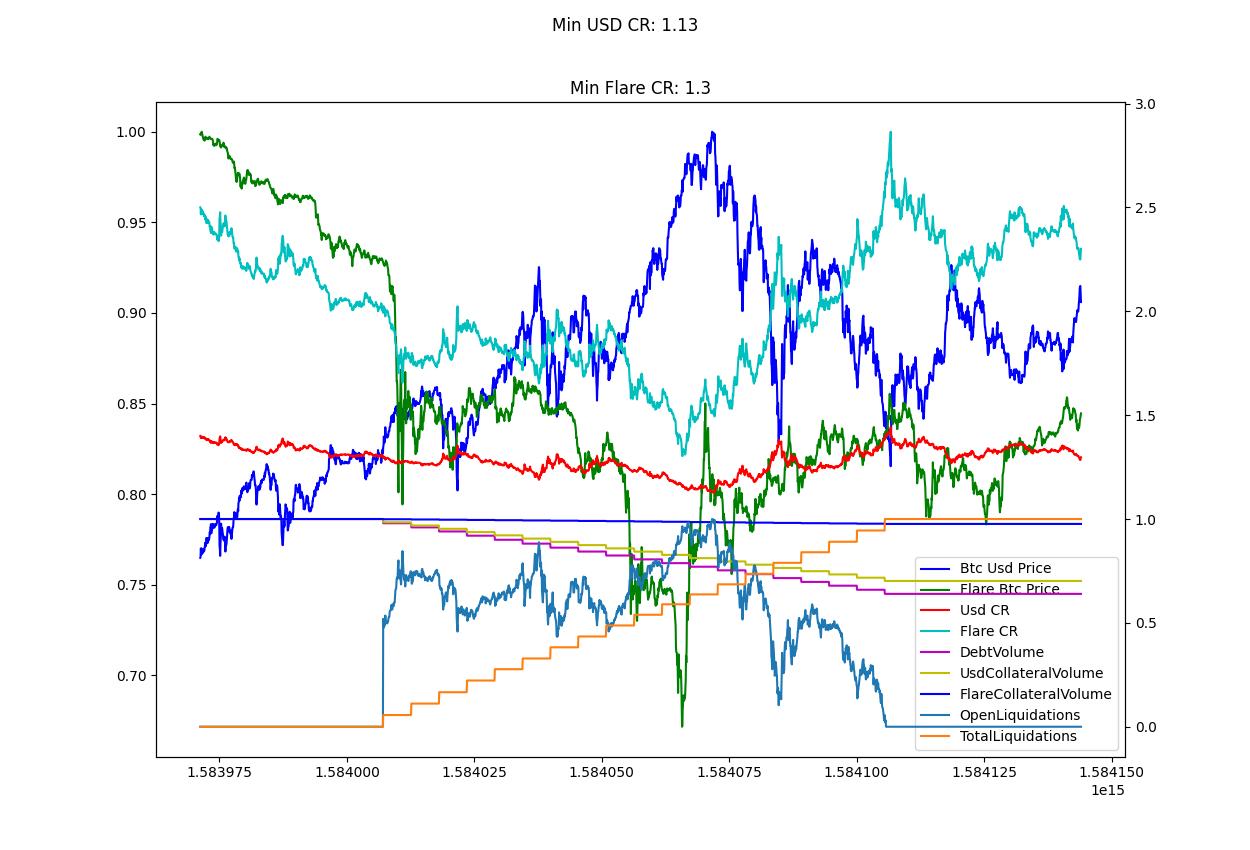 Min USD CR: 1.13
Min Flare CR: 1.3
1.00
0.95
0.90
0.85
0.80
0.75
0.70
3.0
2.5
2.0
1.5
1.0
0.5
0.0
Btc Usd Price
Flare Btc Price
Usd CR
Flare CR
DebtVolume
UsdCollateralVolume
FlareCollateralVolume
OpenLiquidations
TotalLiquidations
1.583975 1.584000 1.584025 1.584050 1.584075 1.584100 1.584125 1.584150
1e15